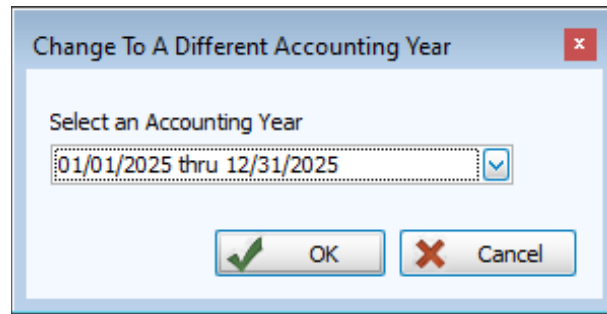 Change To A Different Accounting Year
x
Select an Accounting Year
01/01/2025 thru 12/31/2025
OK
Cancel